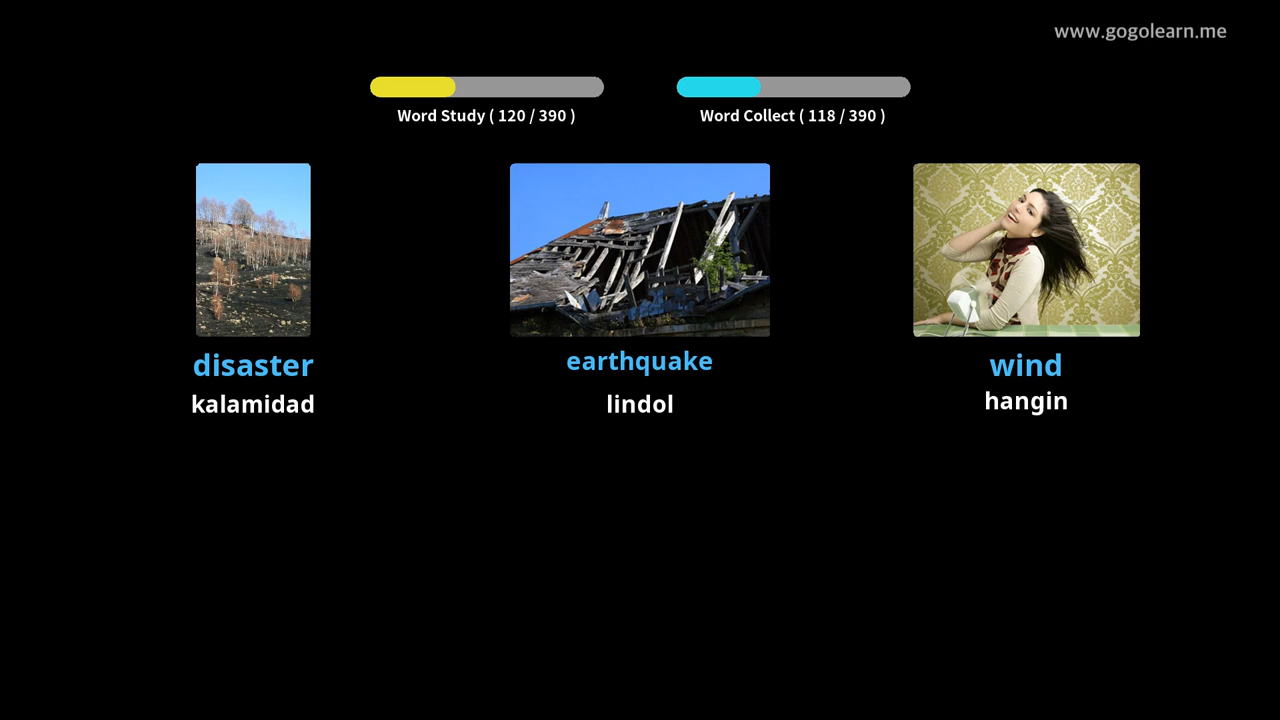 www.gogolearn.me
Word Study ( 120 / 390 )
Word Collect ( 118 / 390 )
disaster
kalamidad
earthquake
lindol
wind
hangin